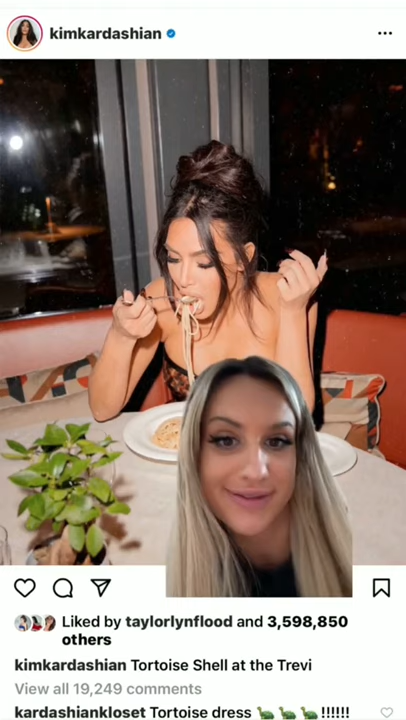 kimkardashian
Liked by taylorlynflood and 3,598,850
others
kimkardashian Tortoise Shell at the Trevi
View all 19,249 comments
kardashiankloset Tortoise dress 🐢🐢🐢!!!!!!